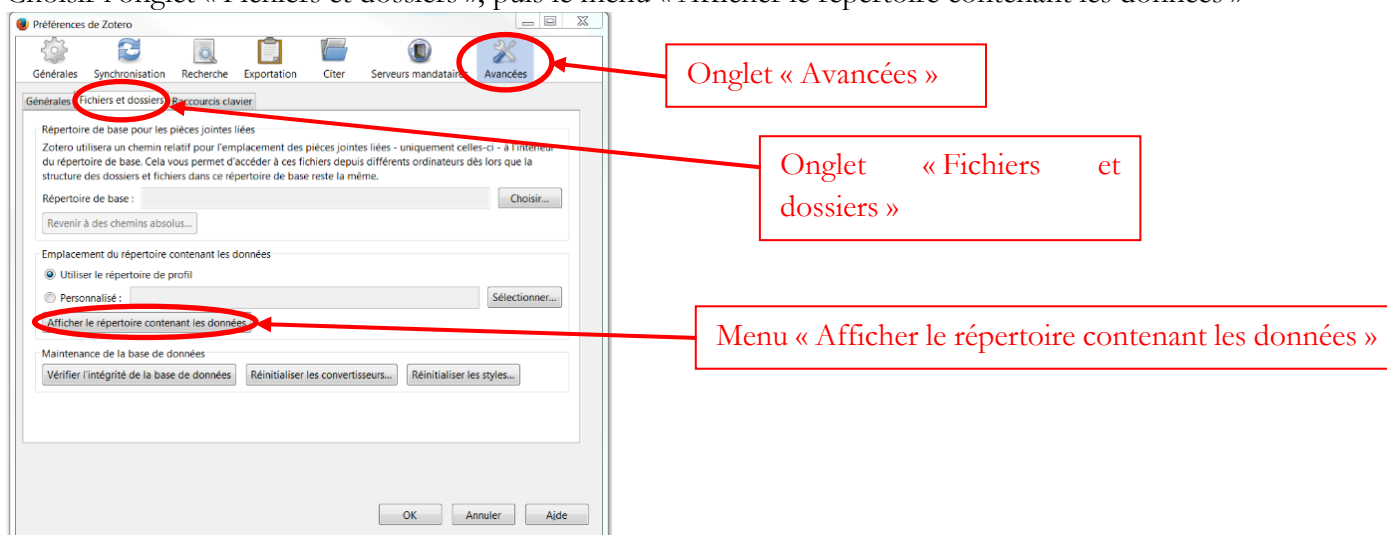 Choisir l'onglet « Fichiers et dossiers », puis le menu « Afficher le répertoire contenant les données »
Préférences de Zotero
Générales Synchronisation Recherche Exportation Citer Serveurs mandataires Avancées
Onglet « Avancées »
Générales Fichiers et dossiers Raccourcis clavier
Répertoire de base pour les pièces jointes liées
Zotero utilisera un chemin relatif pour l'emplacement des pièces jointes liées - uniquement celles-ci - à l'intérieur
du répertoire de base. Cela vous permet d'accéder à ces fichiers depuis différents ordinateurs dès lors que la
structure des dossiers et fichiers dans ce répertoire de base reste la même.
Répertoire de base : Choisir...
Revenir à des chemins absolus...
Onglet « Fichiers et
dossiers »
Emplacement du répertoire contenant les données
Utiliser le répertoire de profil
Personnalisé : Sélectionner...
Afficher le répertoire contenant les données
Menu « Afficher le répertoire contenant les données »
Maintenance de la base de données
Vérifier l'intégrité de la base de données Réinitialiser les convertisseurs... Réinitialiser les styles...
OK Annuler Aide